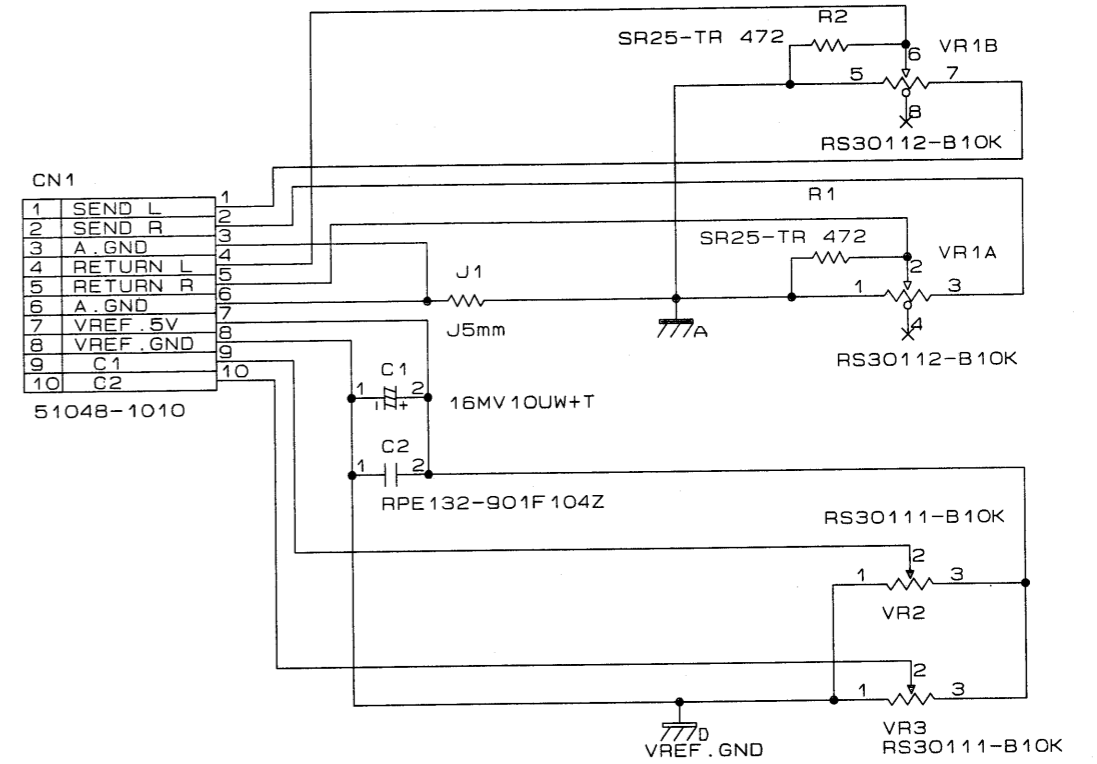 R2
SR25-TR 472
VR1B
6
5
7
8
RS30112-B10K
CN1
1 SEND L 1
2 SEND R 2
3 A.GND 3
4 RETURN L 4
5 RETURN R 5
6 A.GND 6
7 VREF.5V 7
8 VREF.GND 8
9 C1 9
10 C2 10
51048-1010
R1
SR25-TR 472
VR1A
2
1
3
4
RS30112-B10K
J1
J5mm
A
C1
1 2
- +
16MV10UW+T
C2
1 2
RPE132-901F104Z
RS30111-B10K
2
1 3
VR2
2
1 3
VR3
RS30111-B10K
D
VREF.GND